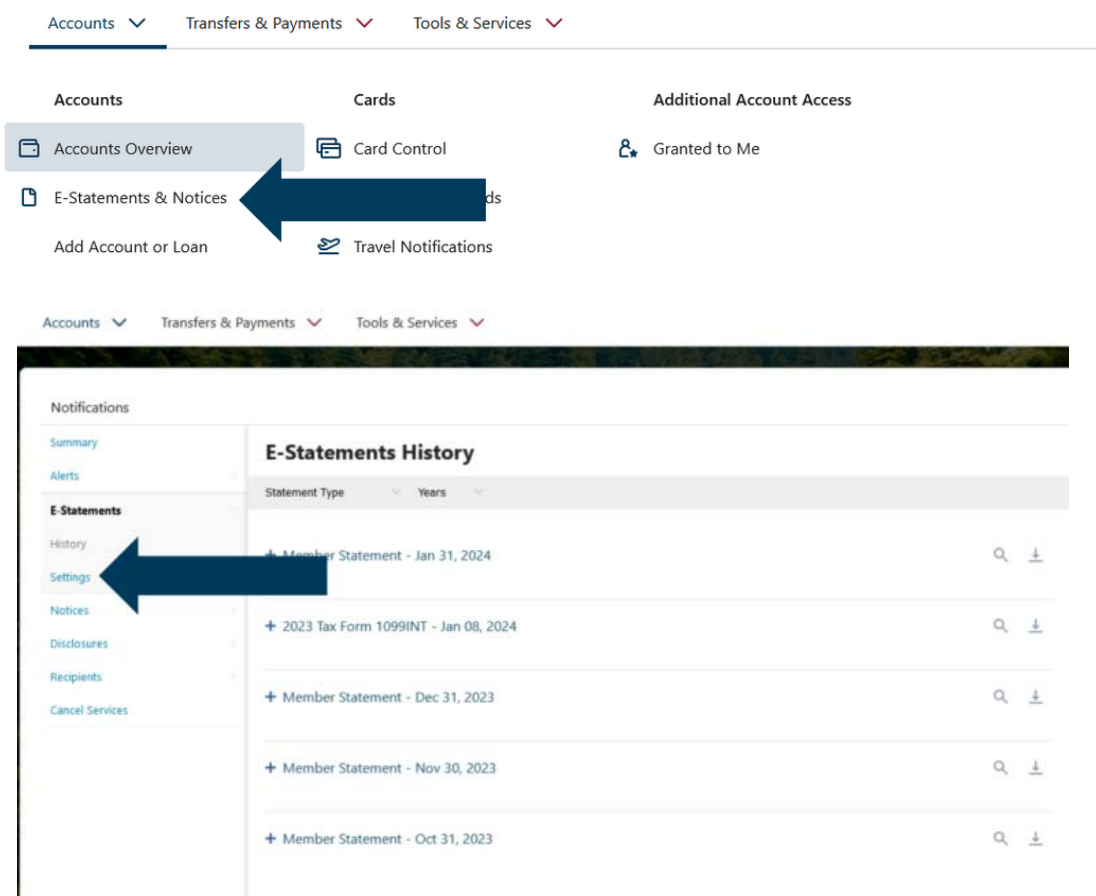 Accounts Transfers & Payments Tools & Services
Accounts Cards Additional Account Access
Accounts Overview Card Control Granted to Me
E-Statements & Notices ds
Add Account or Loan Travel Notifications
Accounts Transfers & Payments Tools & Services
Notifications
Summary
E-Statements History
Alerts
Statement Type Years
E-Statements
History
+ Member Statement - Jan 31, 2024
Settings
Notices
+ 2023 Tax Form 1099INT - Jan 08, 2024
Disclosures
Recipients
+ Member Statement - Dec 31, 2023
Cancel Services
+ Member Statement - Nov 30, 2023
+ Member Statement - Oct 31, 2023